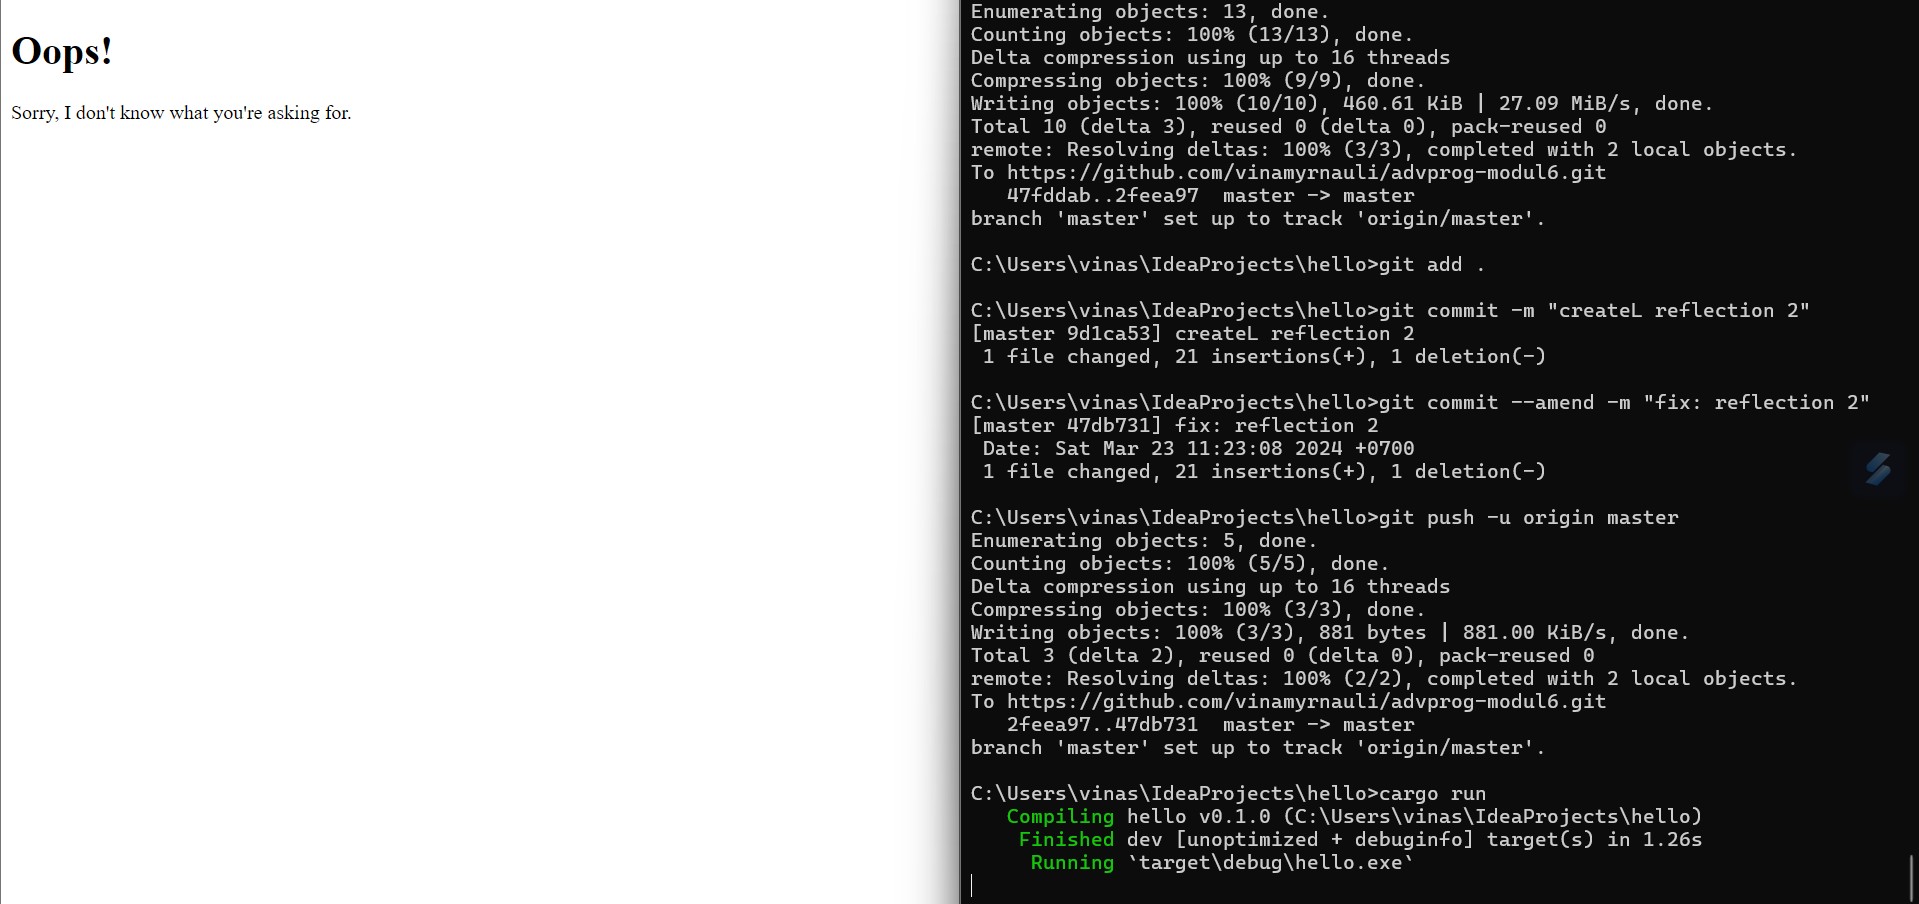 Oops!
Sorry, I don't know what you're asking for.
Enumerating objects: 13, done.
Counting objects: 100% (13/13), done.
Delta compression using up to 16 threads
Compressing objects: 100% (9/9), done.
Writing objects: 100% (10/10), 460.61 KiB | 27.09 MiB/s, done.
Total 10 (delta 3), reused 0 (delta 0), pack-reused 0
remote: Resolving deltas: 100% (3/3), completed with 2 local objects.
To https://github.com/vinamyrnauli/advprog-modul6.git
   47fddab..2feea97  master -> master
branch 'master' set up to track 'origin/master'.
C:\Users\vinas\IdeaProjects\hello>git add .
C:\Users\vinas\IdeaProjects\hello>git commit -m "createL reflection 2"
[master 9d1ca53] createL reflection 2
 1 file changed, 21 insertions(+), 1 deletion(-)
C:\Users\vinas\IdeaProjects\hello>git commit --amend -m "fix: reflection 2"
[master 47db731] fix: reflection 2
 Date: Sat Mar 23 11:23:08 2024 +0700
 1 file changed, 21 insertions(+), 1 deletion(-)
C:\Users\vinas\IdeaProjects\hello>git push -u origin master
Enumerating objects: 5, done.
Counting objects: 100% (5/5), done.
Delta compression using up to 16 threads
Compressing objects: 100% (3/3), done.
Writing objects: 100% (3/3), 881 bytes | 881.00 KiB/s, done.
Total 3 (delta 2), reused 0 (delta 0), pack-reused 0
remote: Resolving deltas: 100% (2/2), completed with 2 local objects.
To https://github.com/vinamyrnauli/advprog-modul6.git
   2feea97..47db731  master -> master
branch 'master' set up to track 'origin/master'.
C:\Users\vinas\IdeaProjects\hello>cargo run
   Compiling hello v0.1.0 (C:\Users\vinas\IdeaProjects\hello)
    Finished dev [unoptimized + debuginfo] target(s) in 1.26s
     Running `target\debug\hello.exe`